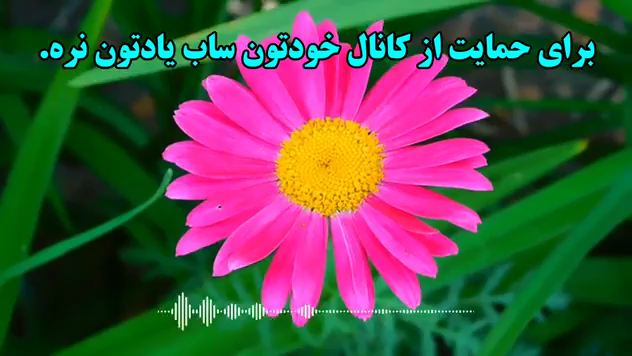 برای حمایت از کانال خودتون ساب یادتون نره.